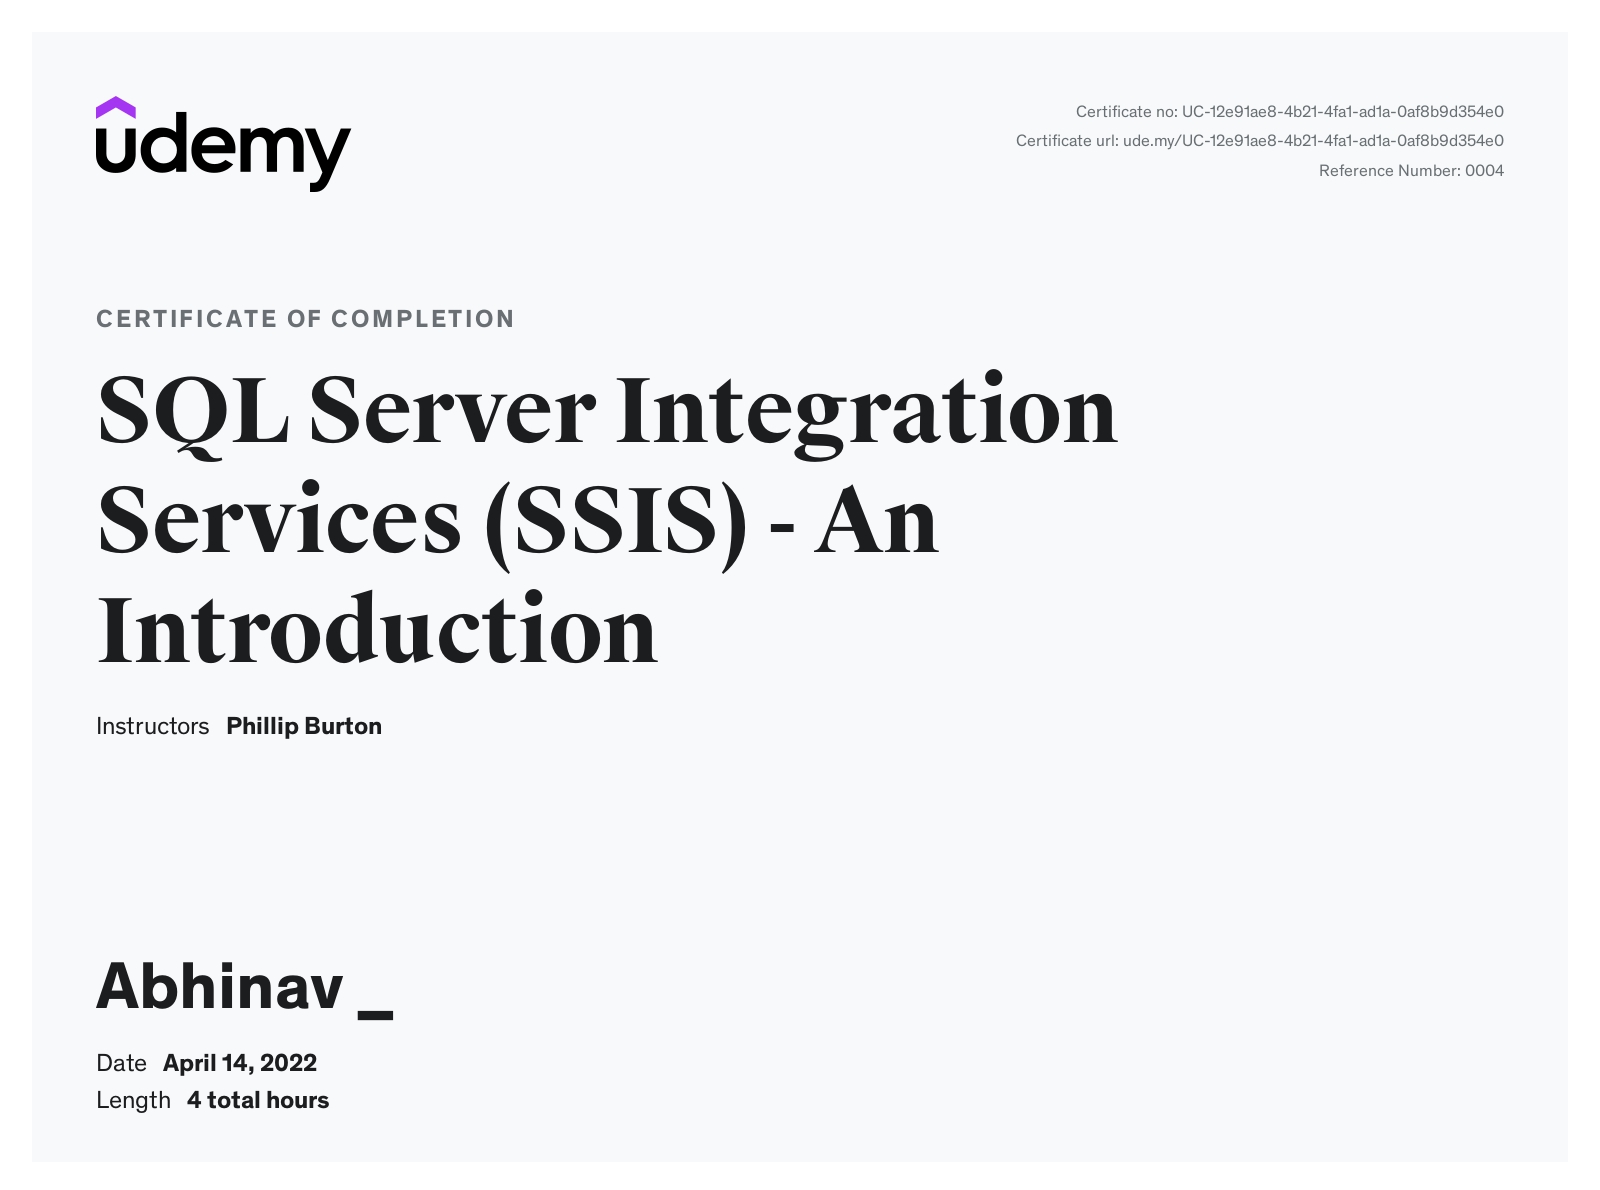 udemy
Certificate no: UC-12e91ae8-4b21-4fa1-ad1a-0af8b9d354e0
Certificate url: ude.my/UC-12e91ae8-4b21-4fa1-ad1a-0af8b9d354e0
Reference Number: 0004
CERTIFICATE OF COMPLETION
SQL Server Integration
Services (SSIS) - An
Introduction
Instructors Phillip Burton
Abhinav _
Date April 14, 2022
Length 4 total hours